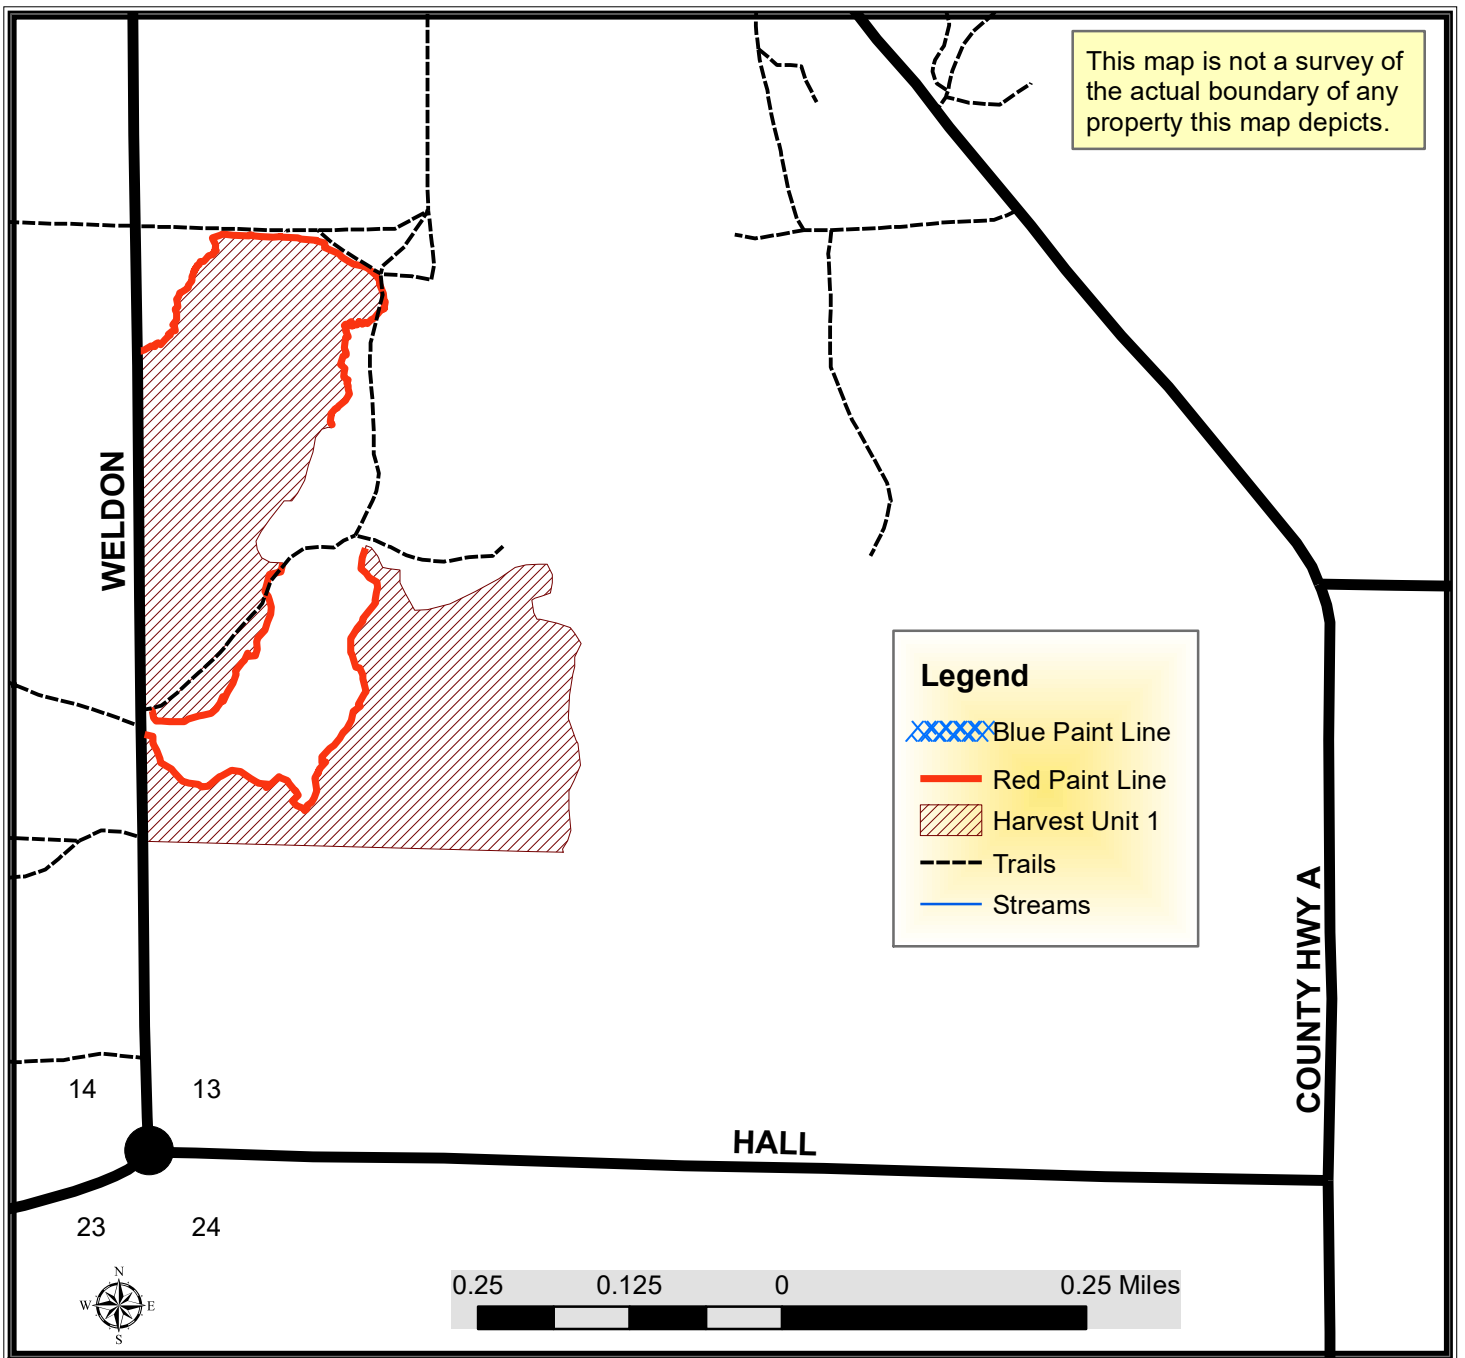 This map is not a survey of
the actual boundary of any
property this map depicts.
WELDON
Legend
Blue Paint Line
Red Paint Line
Harvest Unit 1
Trails
Streams
COUNTY HWY A
14 13
HALL
23 24
N
W E
S
0.25 0.125 0 0.25 Miles